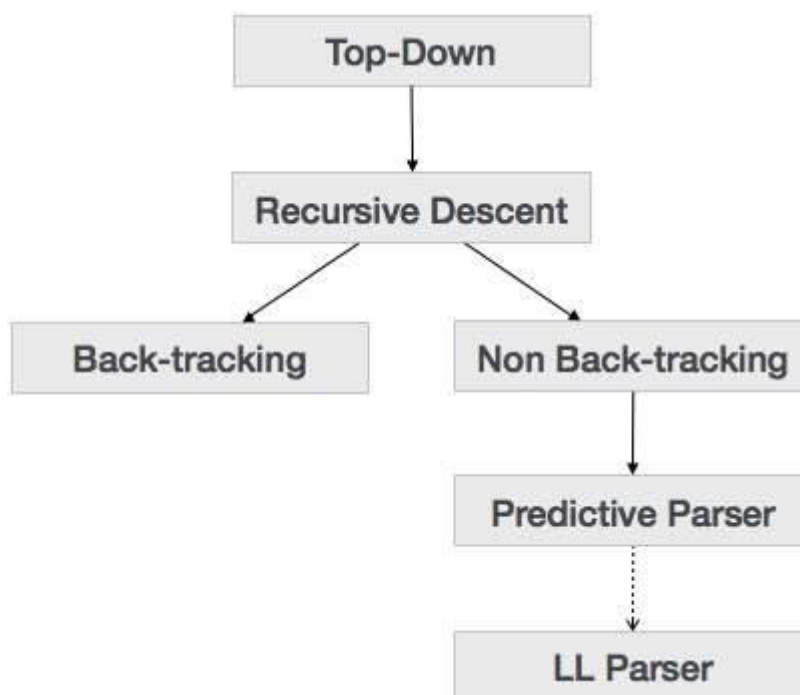 Top-Down
Recursive Descent
Back-tracking
Non Back-tracking
Predictive Parser
LL Parser